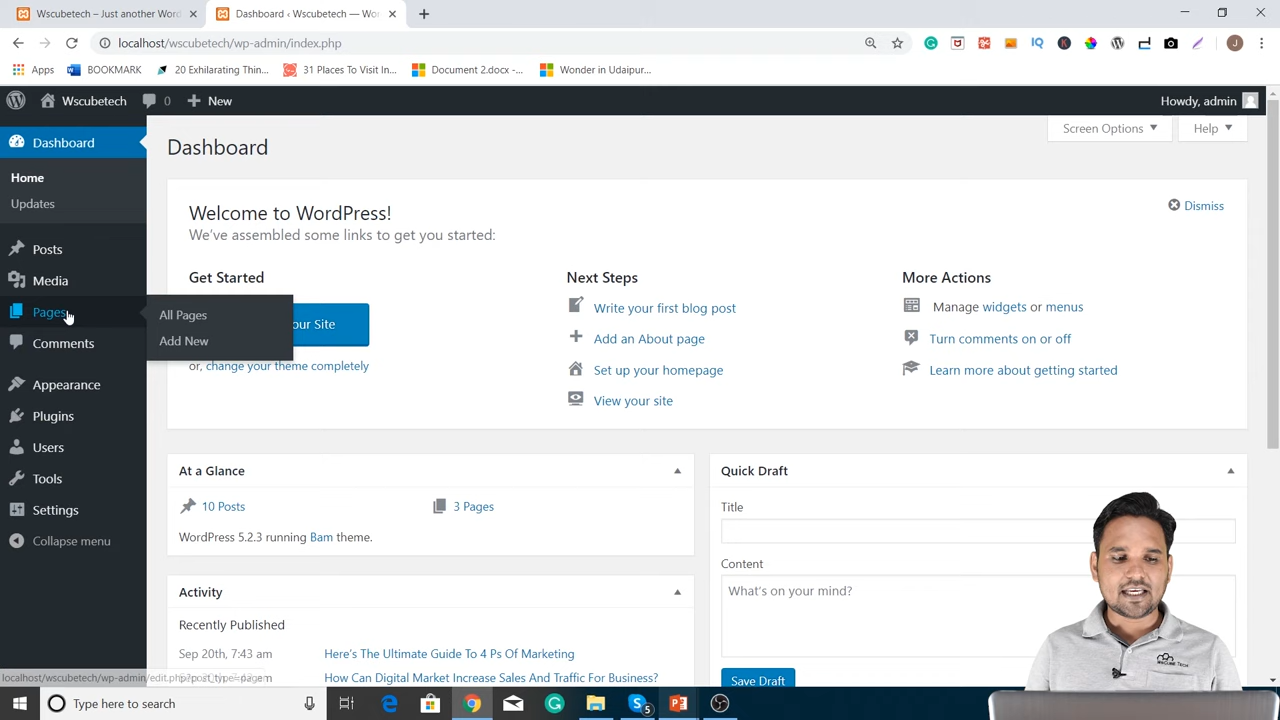 Wscubetech – Just another Word
Dashboard ‹ Wscubetech — Wo
localhost/wscubetech/wp-admin/index.php
Apps
BOOKMARK
20 Exhilarating Thin...
31 Places To Visit In...
Document 2.docx -...
Wonder in Udaipur...
Wscubetech
0
New
Howdy, admin
Dashboard
Home
Updates
Posts
Media
Pages
All Pages
Add New
Comments
Appearance
Plugins
Users
Tools
Settings
Collapse menu
Dashboard
Screen Options
Help
Welcome to WordPress!
We've assembled some links to get you started:
Dismiss
Get Started
our Site
or, change your theme completely
Next Steps
Write your first blog post
Add an About page
Set up your homepage
View your site
More Actions
Manage widgets or menus
Turn comments on or off
Learn more about getting started
At a Glance
10 Posts
3 Pages
WordPress 5.2.3 running Bam theme.
Activity
Recently Published
Sep 20th, 7:43 am
Here's The Ultimate Guide To 4 Ps Of Marketing
How Can Digital Market Increase Sales And Traffic For Business?
Quick Draft
Title
Content
What's on your mind?
Save Draft
WSCUBE TECH
localhost/wscubetech/wp-admin/edit.php?post_type=page
Type here to search
5